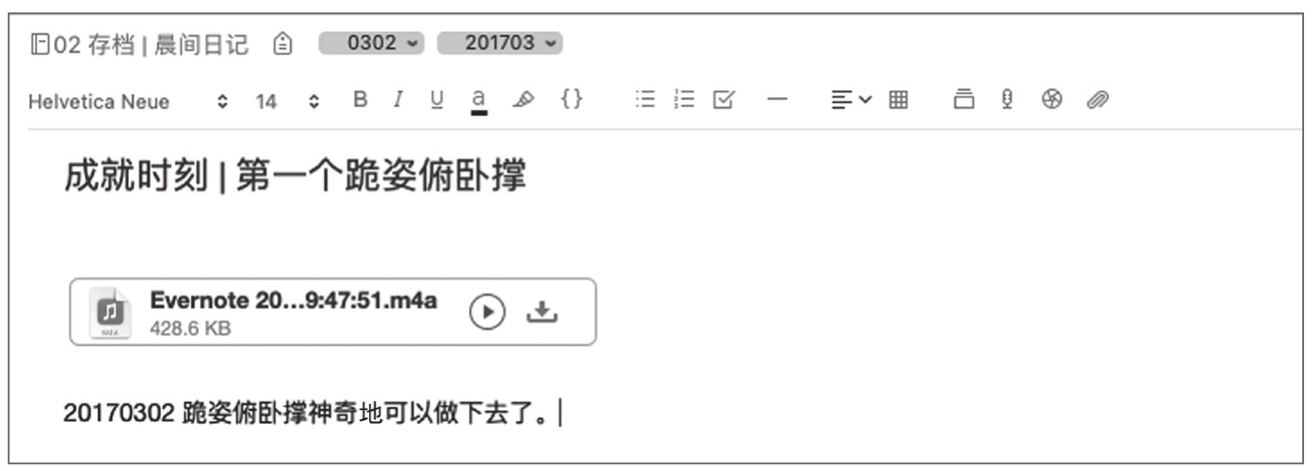 02 存档 | 晨间日记 0302 201703
Helvetica Neue 14 B I U a {}
成就时刻 | 第一个跪姿俯卧撑
Evernote 20...9:47:51.m4a
428.6 KB
M4A
20170302 跪姿俯卧撑神奇地可以做下去了。